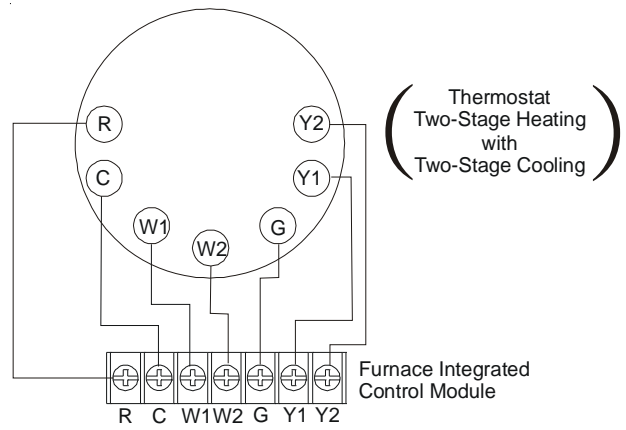 R
Y2
C
Y1
W1
W2
G
Thermostat
Two-Stage Heating
with
Two-Stage Cooling
Furnace Integrated
Control Module
R C W1 W2 G Y1 Y2